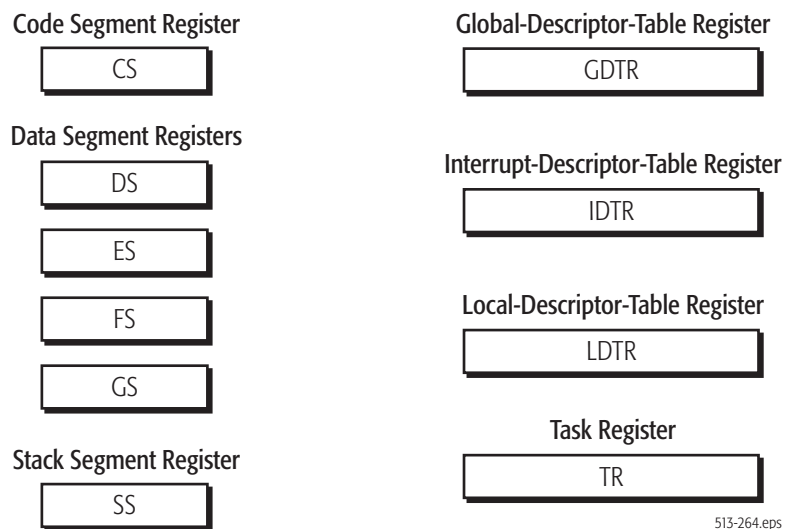 Code Segment Register
CS
Data Segment Registers
DS
ES
FS
GS
Stack Segment Register
SS
Global-Descriptor-Table Register
GDTR
Interrupt-Descriptor-Table Register
IDTR
Local-Descriptor-Table Register
LDTR
Task Register
TR
513-264.eps